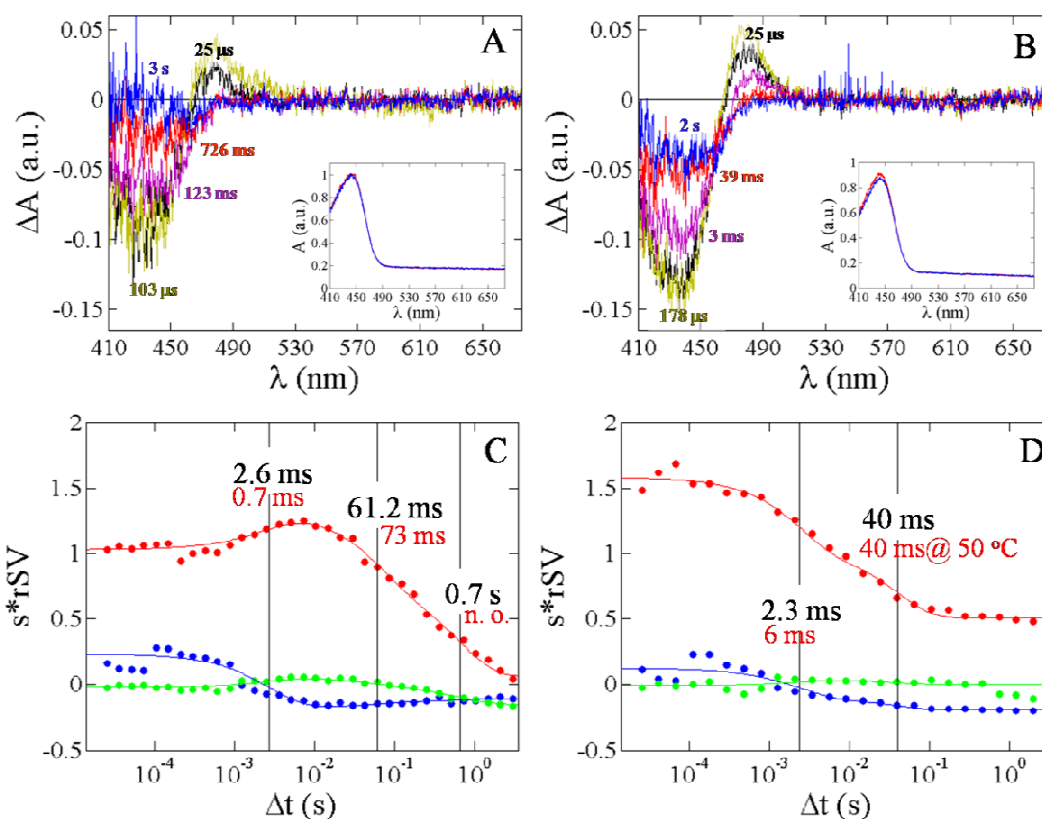 A
0.05
0
-0.05
-0.1
-0.15
ΔA (a.u.)
25 μs
3 s
726 ms
123 ms
103 μs
1
0.8
0.6
0.4
0.2
0
A (a.u.)
410 450 490 530 570 610 650
λ (nm)
410 450 490 530 570 610 650
λ (nm)
B
0.05
0
-0.05
-0.1
-0.15
ΔA (a.u.)
25 μs
2 s
39 ms
3 ms
178 μs
1
0.8
0.6
0.4
0.2
0
A (a.u.)
410 450 490 530 570 610 650
λ (nm)
410 450 490 530 570 610 650
λ (nm)
C
2
1.5
1
0.5
0
-0.5
s*rSV
2.6 ms
0.7 ms
61.2 ms
73 ms
0.7 s
n. o.
10-4 10-3 10-2 10-1 100
Δt (s)
D
2
1.5
1
0.5
0
-0.5
s*rSV
40 ms
40 ms@ 50 °C
2.3 ms
6 ms
10-4 10-3 10-2 10-1 100
Δt (s)